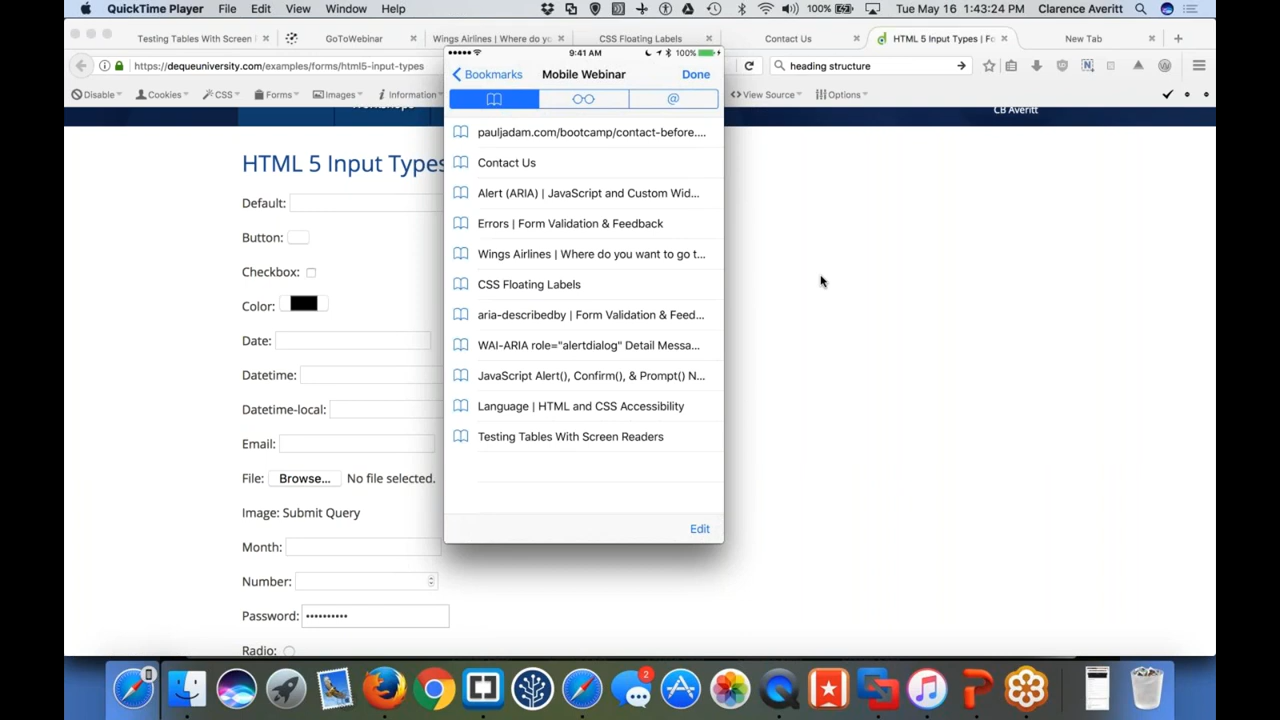 QuickTime Player File Edit View Window Help 100% Tue May 16 1:43:24 PM Clarence Averitt
Testing Tables With Screen GoToWebinar Wings Airlines | Where do yo CSS Floating Labels Contact Us HTML 5 Input Types | Fo New Tab
https://dequeuniversity.com/examples/forms/html5-input-types heading structure
Disable Cookies CSS Forms Images Information View Source Options
CB Averitt
9:41 AM 100%
Bookmarks Mobile Webinar Done
@
pauljadam.com/bootcamp/contact-before....
Contact Us
Alert (ARIA) | JavaScript and Custom Wid...
Errors | Form Validation & Feedback
Wings Airlines | Where do you want to go t...
CSS Floating Labels
aria-describedby | Form Validation & Feed...
WAI-ARIA role="alertdialog" Detail Messa...
JavaScript Alert(), Confirm(), & Prompt() N...
Language | HTML and CSS Accessibility
Testing Tables With Screen Readers
Edit
HTML 5 Input Types
Default:
Button:
Checkbox:
Color:
Date:
Datetime:
Datetime-local:
Email:
File: Browse... No file selected.
Image: Submit Query
Month:
Number:
Password: ••••••••••
Radio:
2